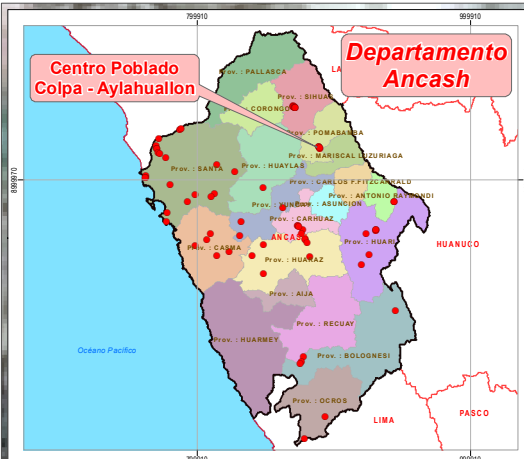 799910
999910
Departamento
Ancash
Centro Poblado
Colpa - Aylahuallon
LA
Prov. : PALLASCA
Prov. : SIHUAS
CORONGO
Prov. : POMABAMBA
Prov. : MARISCAL LUZURIAGA
Prov. : SANTA
Prov. : HUAYLAS
Prov. : CARLOS F.FITZCARRALD
Prov. : ANTONIO RAYMONDI
Prov. : ASUNCION
Prov. : CARHUAZ
ANCASH
Prov. : HUARI
HUANUCO
Prov. : CASMA
Prov. : HUARAZ
Prov. : AIJA
Prov. : RECUAY
Prov. : HUARMEY
Océano Pacifico
Prov. : BOLOGNESI
Prov. : OCROS
LIMA
PASCO
8999970
799910
999910